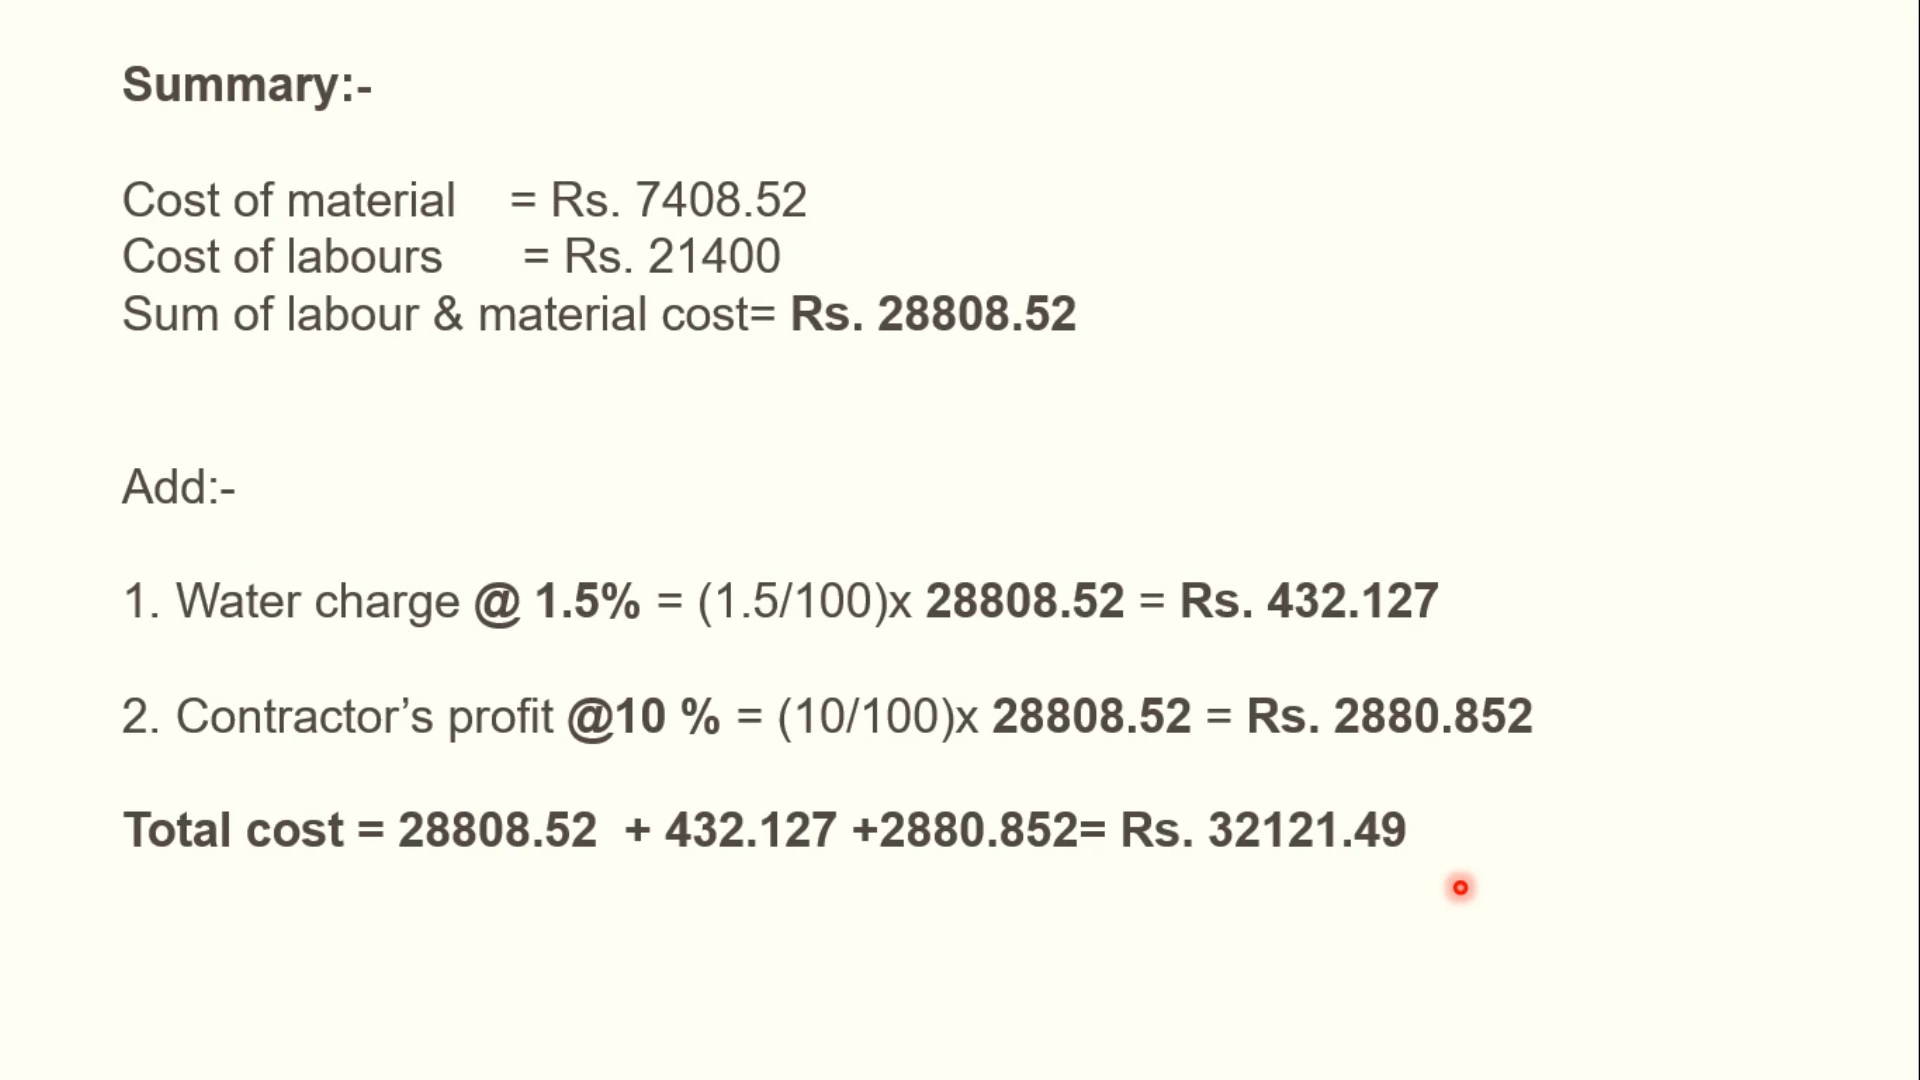 Summary:-
Cost of material = Rs. 7408.52
Cost of labours = Rs. 21400
Sum of labour & material cost= Rs. 28808.52
Add:-
1. Water charge @ 1.5% = (1.5/100)x 28808.52 = Rs. 432.127
2. Contractor’s profit @10 % = (10/100)x 28808.52 = Rs. 2880.852
Total cost = 28808.52 + 432.127 +2880.852= Rs. 32121.49